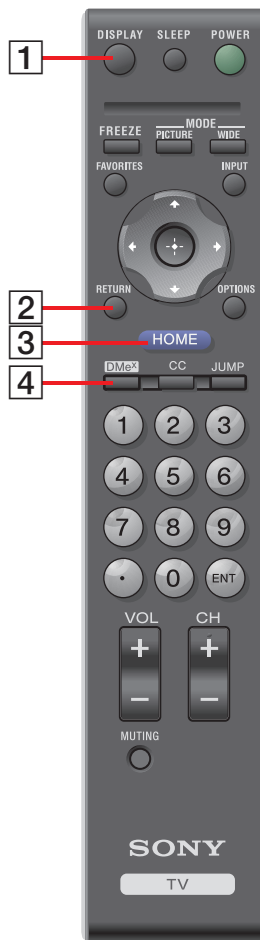 DISPLAY SLEEP POWER
1
MODE
FREEZE PICTURE WIDE
FAVORITES INPUT
RETURN OPTIONS
2
HOME
3
DMex CC JUMP
4
1 2 3
4 5 6
7 8 9
. 0 ENT
VOL CH
+ +
– –
MUTING
SONY
TV